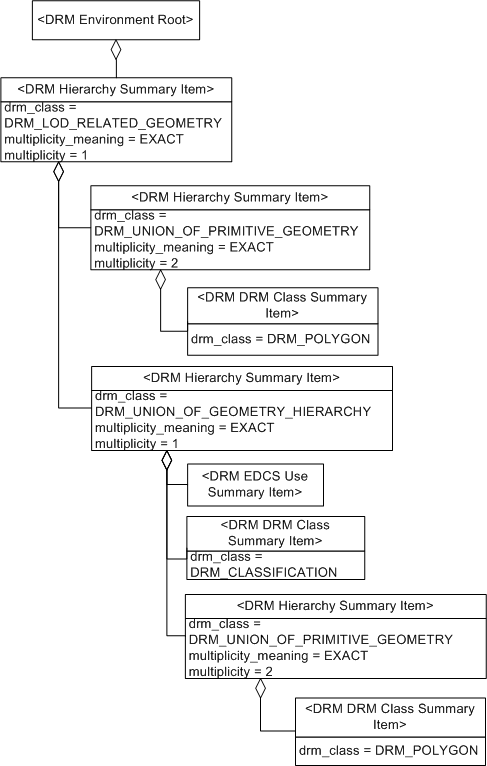 <DRM Environment Root>
<DRM Hierarchy Summary Item>
drm_class =
DRM_LOD_RELATED_GEOMETRY
multiplicity_meaning = EXACT
multiplicity = 1
<DRM Hierarchy Summary Item>
drm_class =
DRM_UNION_OF_PRIMITIVE_GEOMETRY
multiplicity_meaning = EXACT
multiplicity = 2
<DRM DRM Class Summary
Item>
drm_class = DRM_POLYGON
<DRM Hierarchy Summary Item>
drm_class =
DRM_UNION_OF_GEOMETRY_HIERARCHY
multiplicity_meaning = EXACT
multiplicity = 1
<DRM EDCS Use
Summary Item>
<DRM DRM Class
Summary Item>
drm_class =
DRM_CLASSIFICATION
<DRM Hierarchy Summary Item>
drm_class =
DRM_UNION_OF_PRIMITIVE_GEOMETRY
multiplicity_meaning = EXACT
multiplicity = 2
<DRM DRM Class Summary
Item>
drm_class = DRM_POLYGON